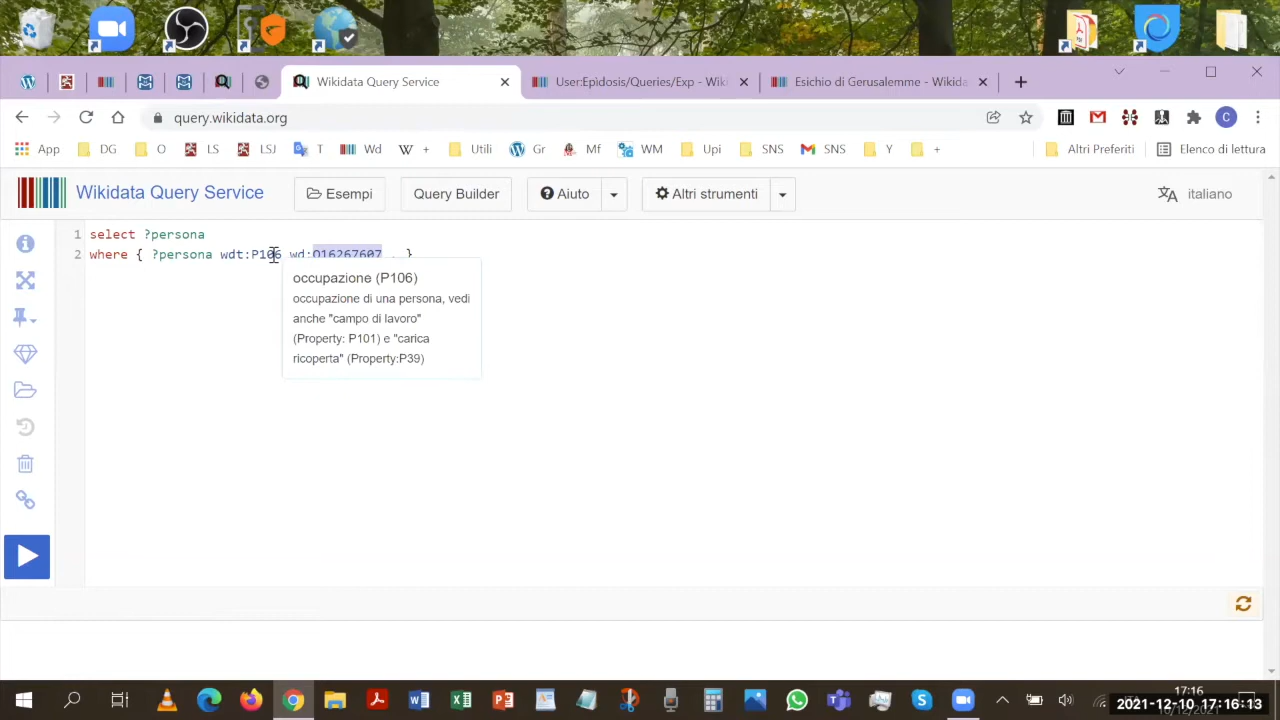 Wikidata Query Service
User:Epidosis/Queries/Exp - Wiki
Esichio di Gerusalemme - Wikida
query.wikidata.org
C
App
DG
O
LS
LSJ
T
Wd
+
Utili
Gr
Mf
WM
Upi
SNS
SNS
Y
+
Altri Preferiti
Elenco di lettura
Wikidata Query Service
Esempi
Query Builder
Aiuto
Altri strumenti
italiano
1 select ?persona
2 where { ?persona wdt:P106 wd:Q16267607 . }
occupazione (P106)
occupazione di una persona, vedi
anche "campo di lavoro"
(Property: P101) e "carica
ricoperta" (Property:P39)
17:16
2021-12-10 17:16:13